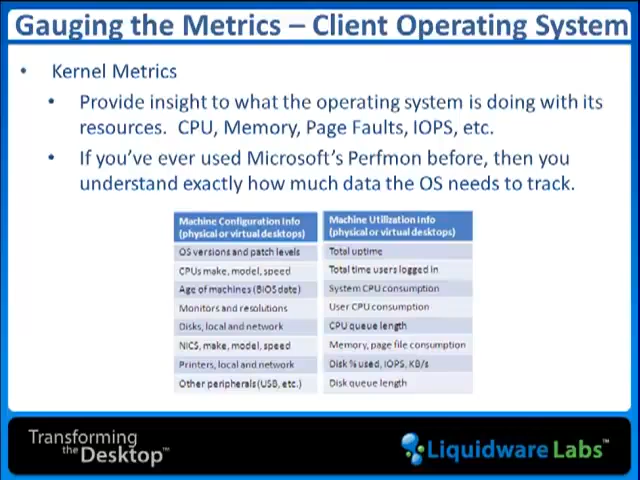 Gauging the Metrics – Client Operating System
• Kernel Metrics
• Provide insight to what the operating system is doing with its
resources. CPU, Memory, Page Faults, IOPS, etc.
• If you've ever used Microsoft's Perfmon before, then you
understand exactly how much data the OS needs to track.
Machine Configuration Info
(physical or virtual desktops)
OS versions and patch levels
CPUs make, model, speed
Age of machines (BIOS date)
Monitors and resolutions
Disks, local and network
NICS, make, model, speed
Printers, local and network
Other peripherals (USB, etc.)
Machine Utilization Info
(physical or virtual desktops)
Total uptime
Total time users logged in
System CPU consumption
User CPU consumption
CPU queue length
Memory, page file consumption
Disk % used, IOPS, KB/s
Disk queue length
Transforming
the Desktop™
Liquidware Labs™